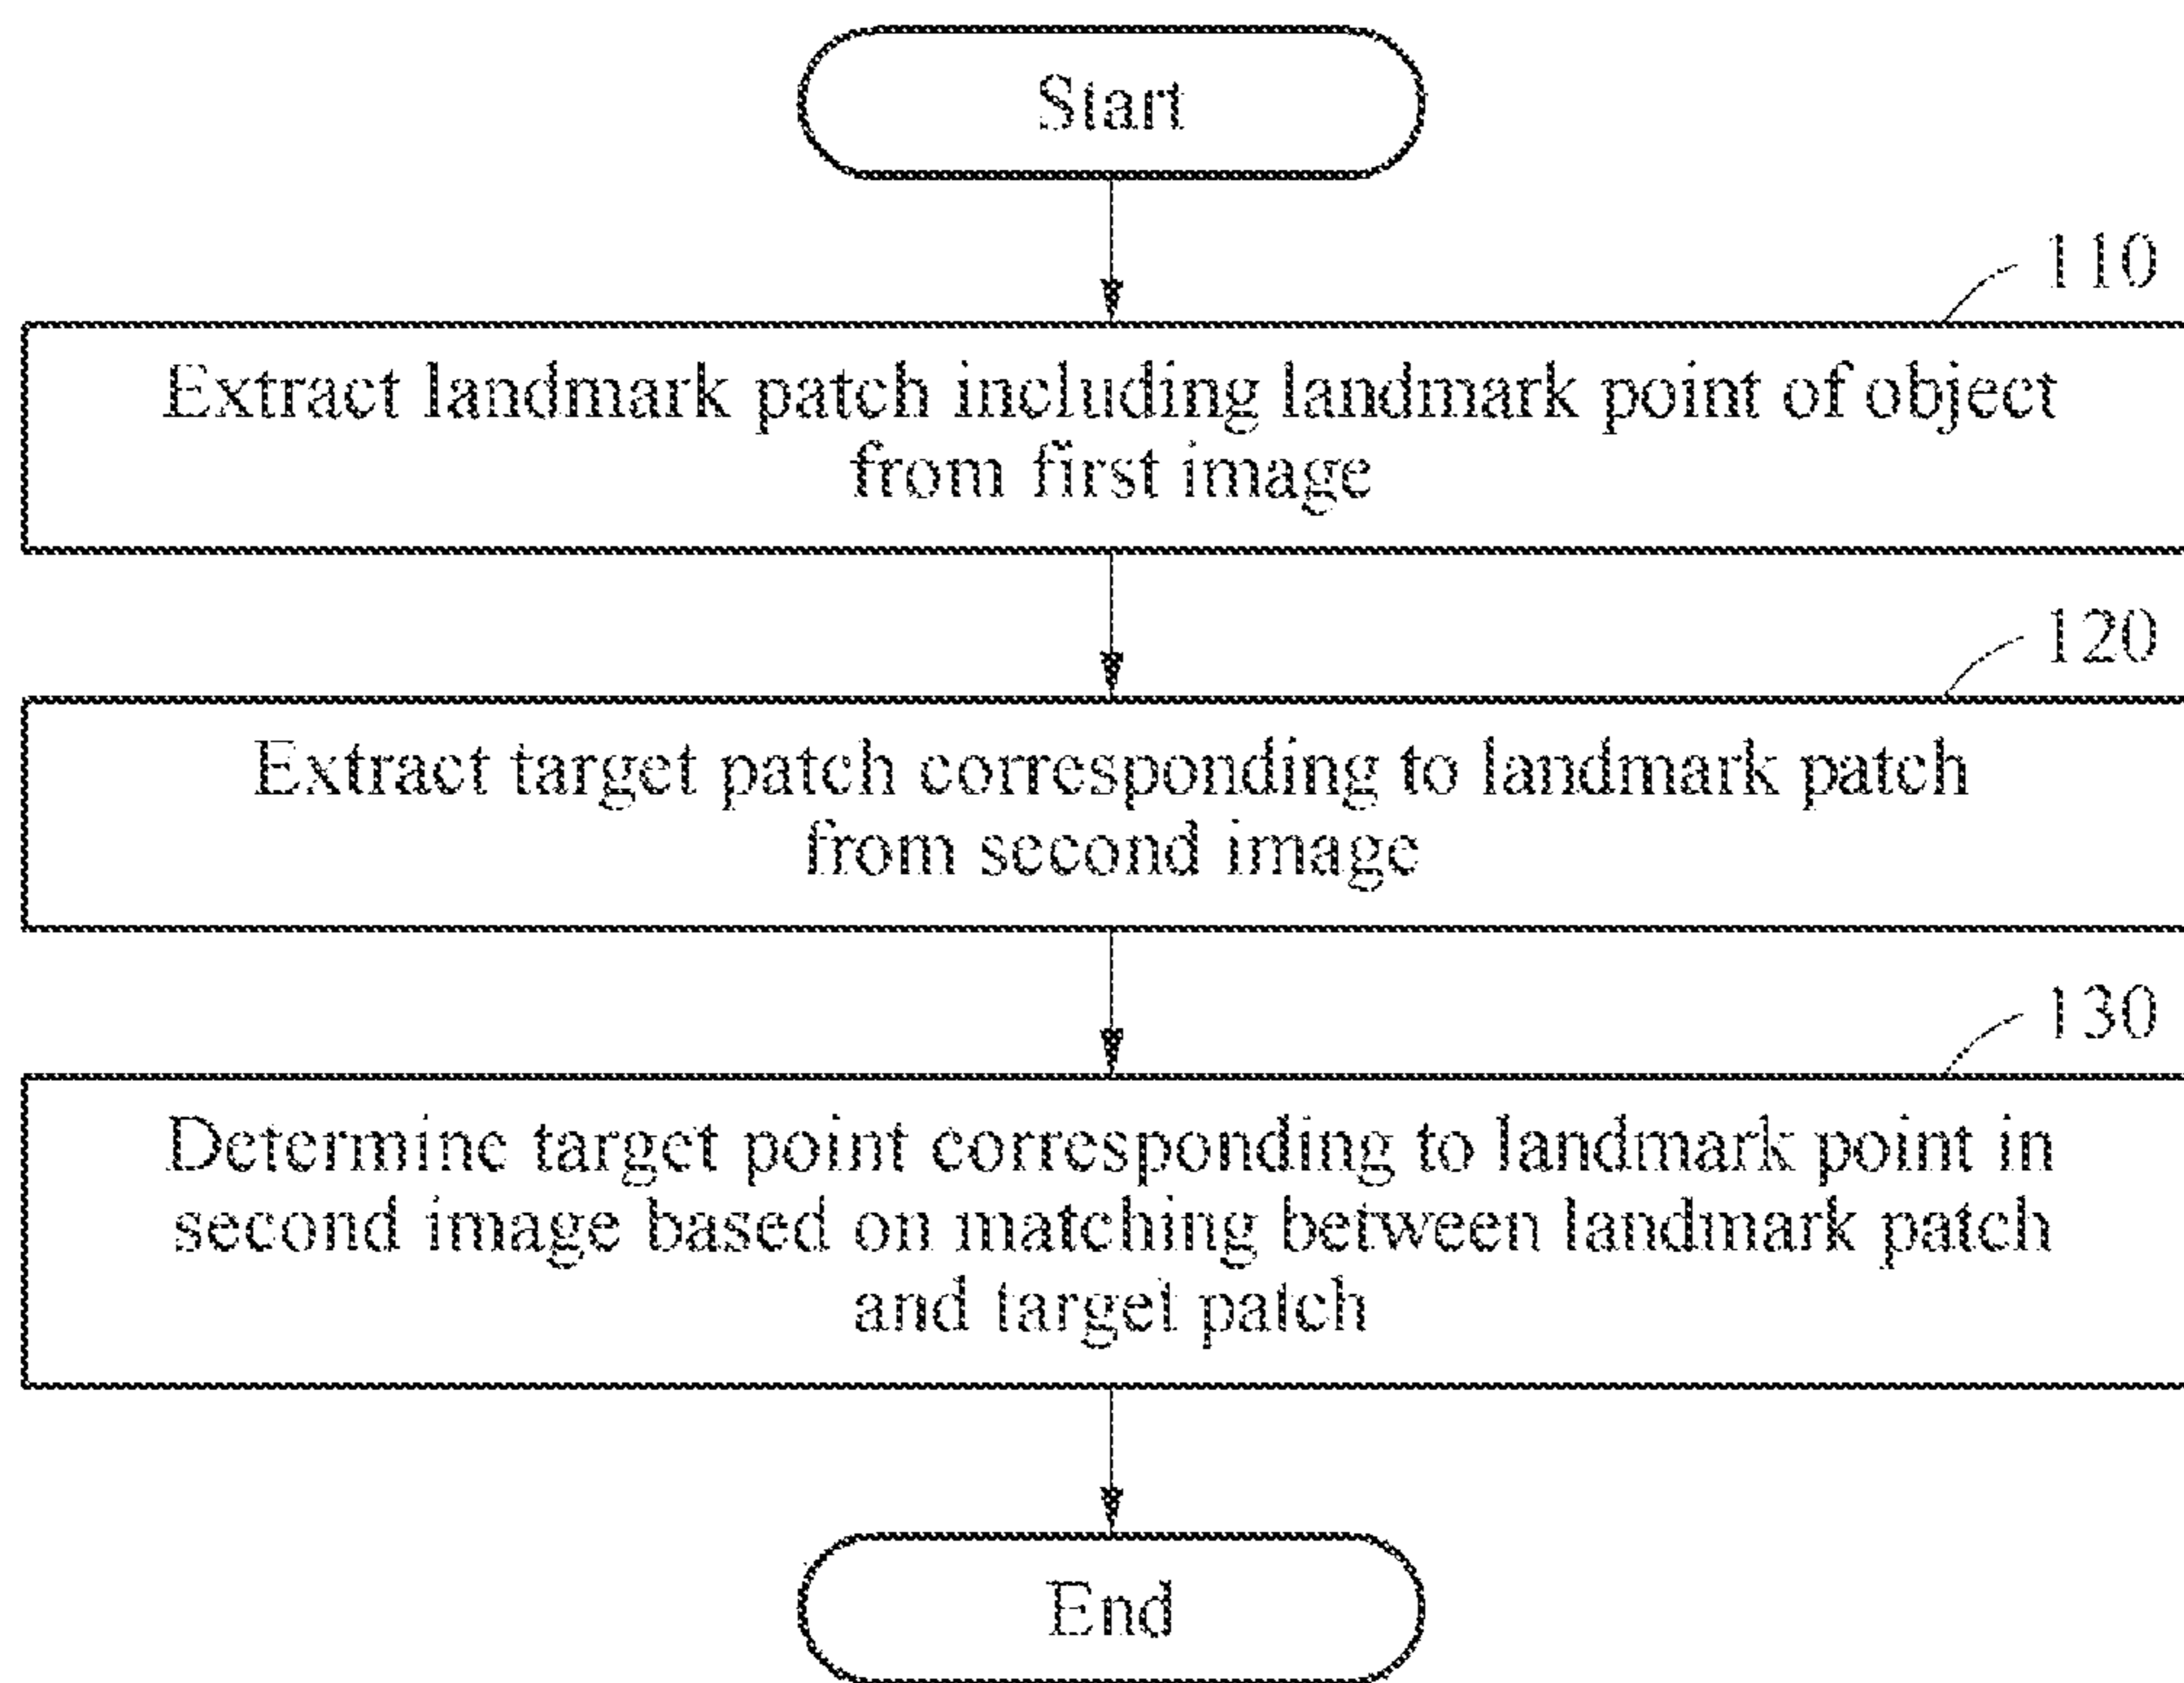 Start
110
Extract landmark patch including landmark point of object
from first image
120
Extract target patch corresponding to landmark patch
from second image
130
Determine target point corresponding to landmark point in
second image based on matching between landmark patch
and target patch
End